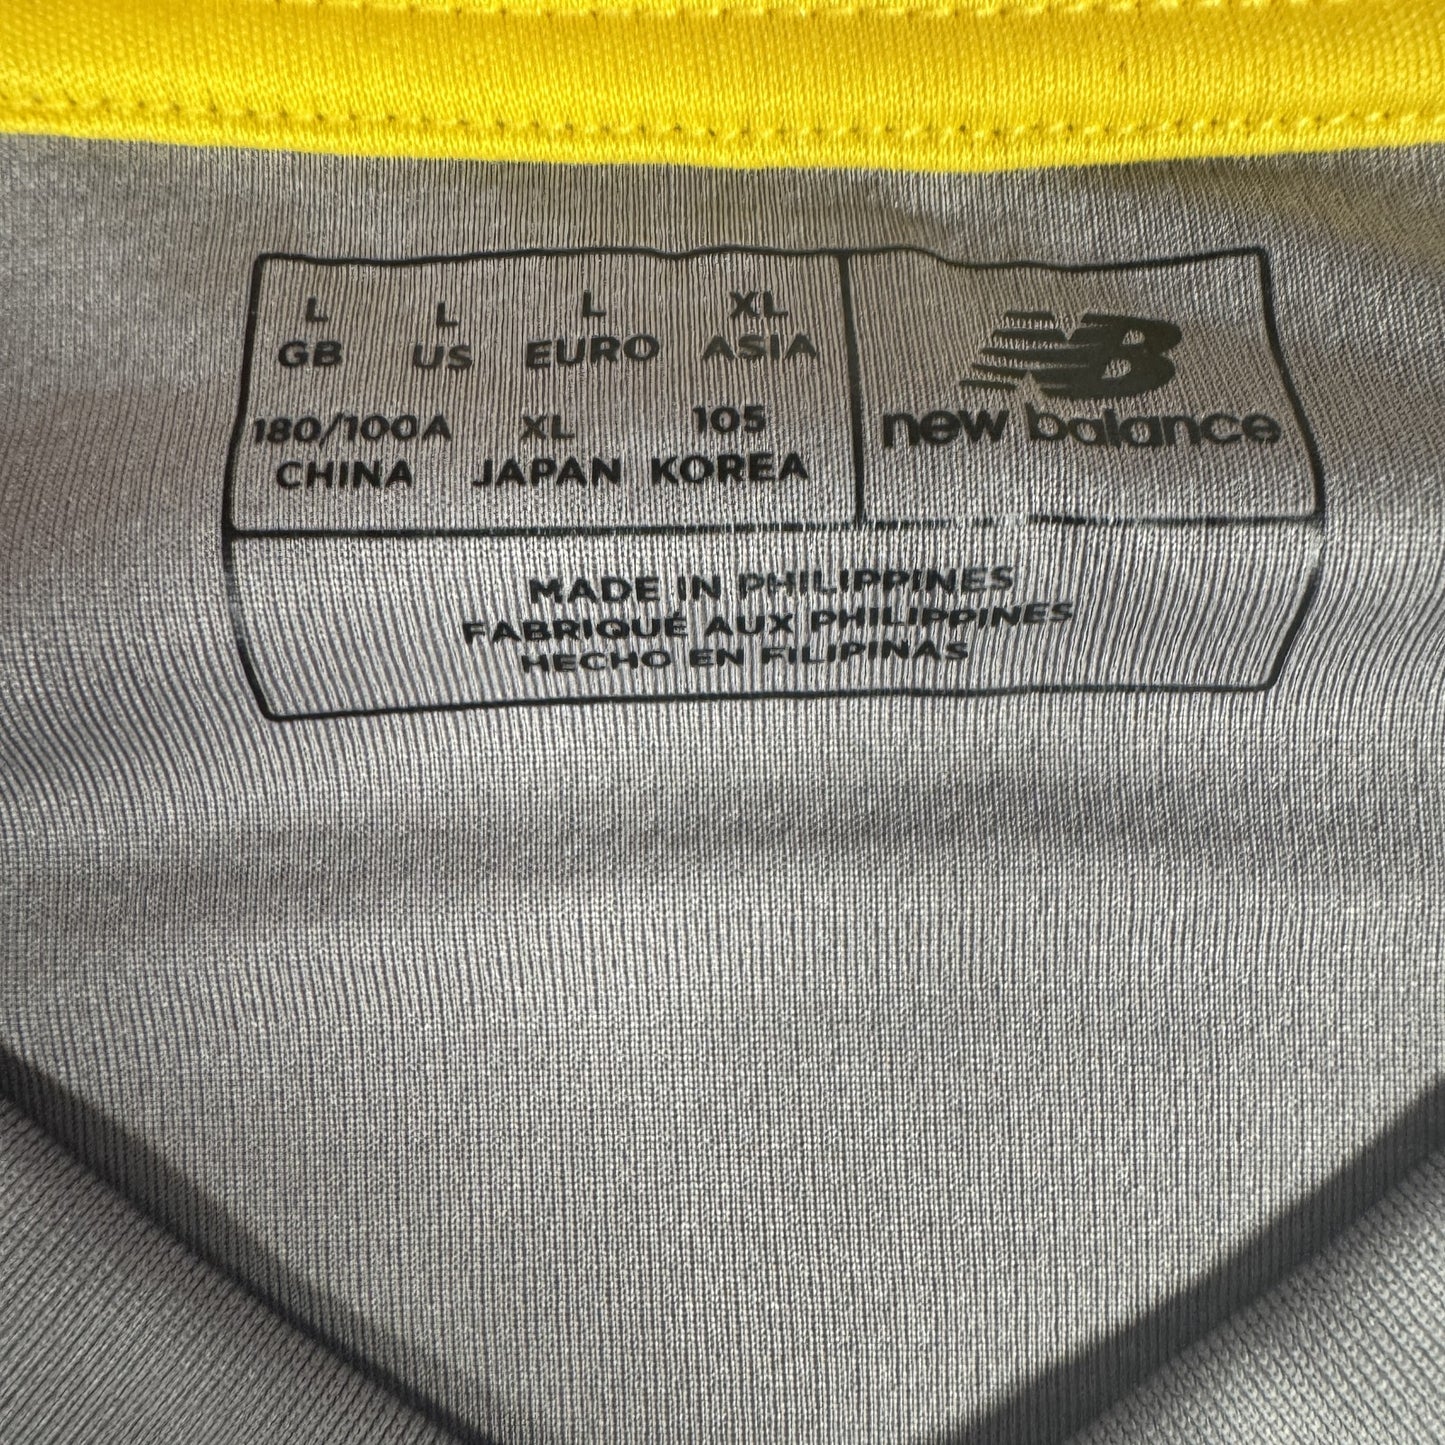 L L L XL
GB US EURO ASIA
180/100A XL 105
CHINA JAPAN KOREA
NB
new balance
MADE IN PHILIPPINES
FABRIQUÉ AUX PHILIPPINES
HECHO EN FILIPINAS